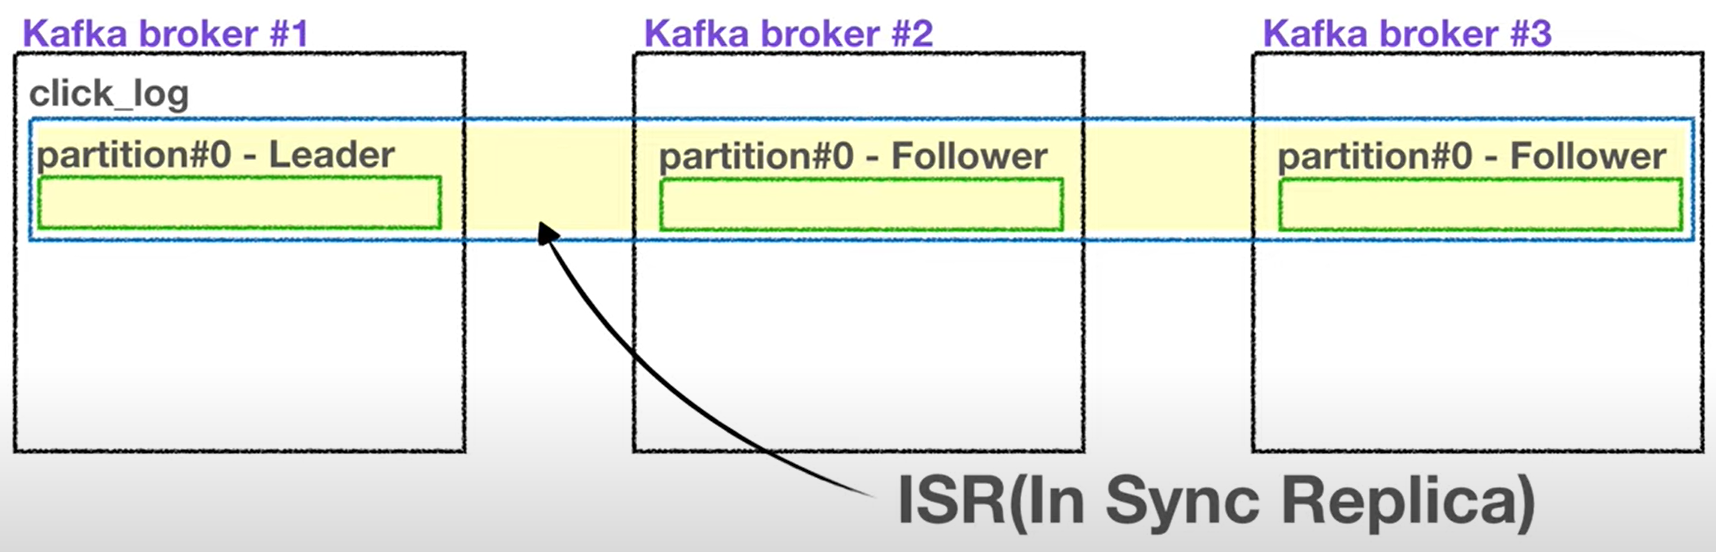 Kafka broker #1
Kafka broker #2
Kafka broker #3
click_log
partition#0 - Leader
partition#0 - Follower
partition#0 - Follower
ISR(In Sync Replica)